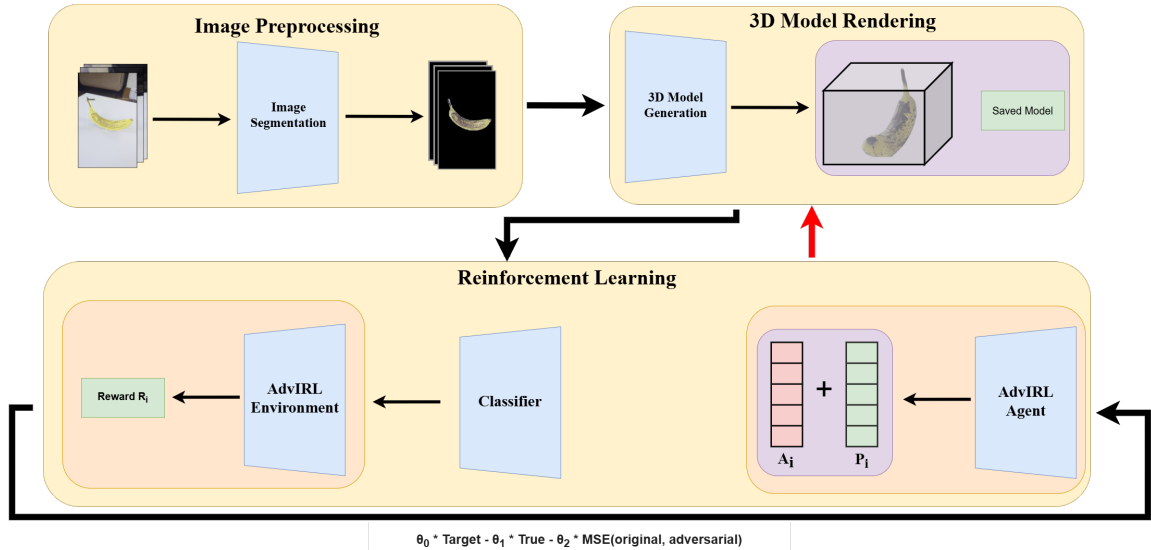 Image Preprocessing
Image
Segmentation
3D Model Rendering
3D Model
Generation
Saved Model
Reinforcement Learning
Reward Rᵢ
AdvIRL
Environment
Classifier
Aᵢ
+
Pᵢ
AdvIRL
Agent
θ₀ * Target - θ₁ * True - θ₂ * MSE(original, adversarial)